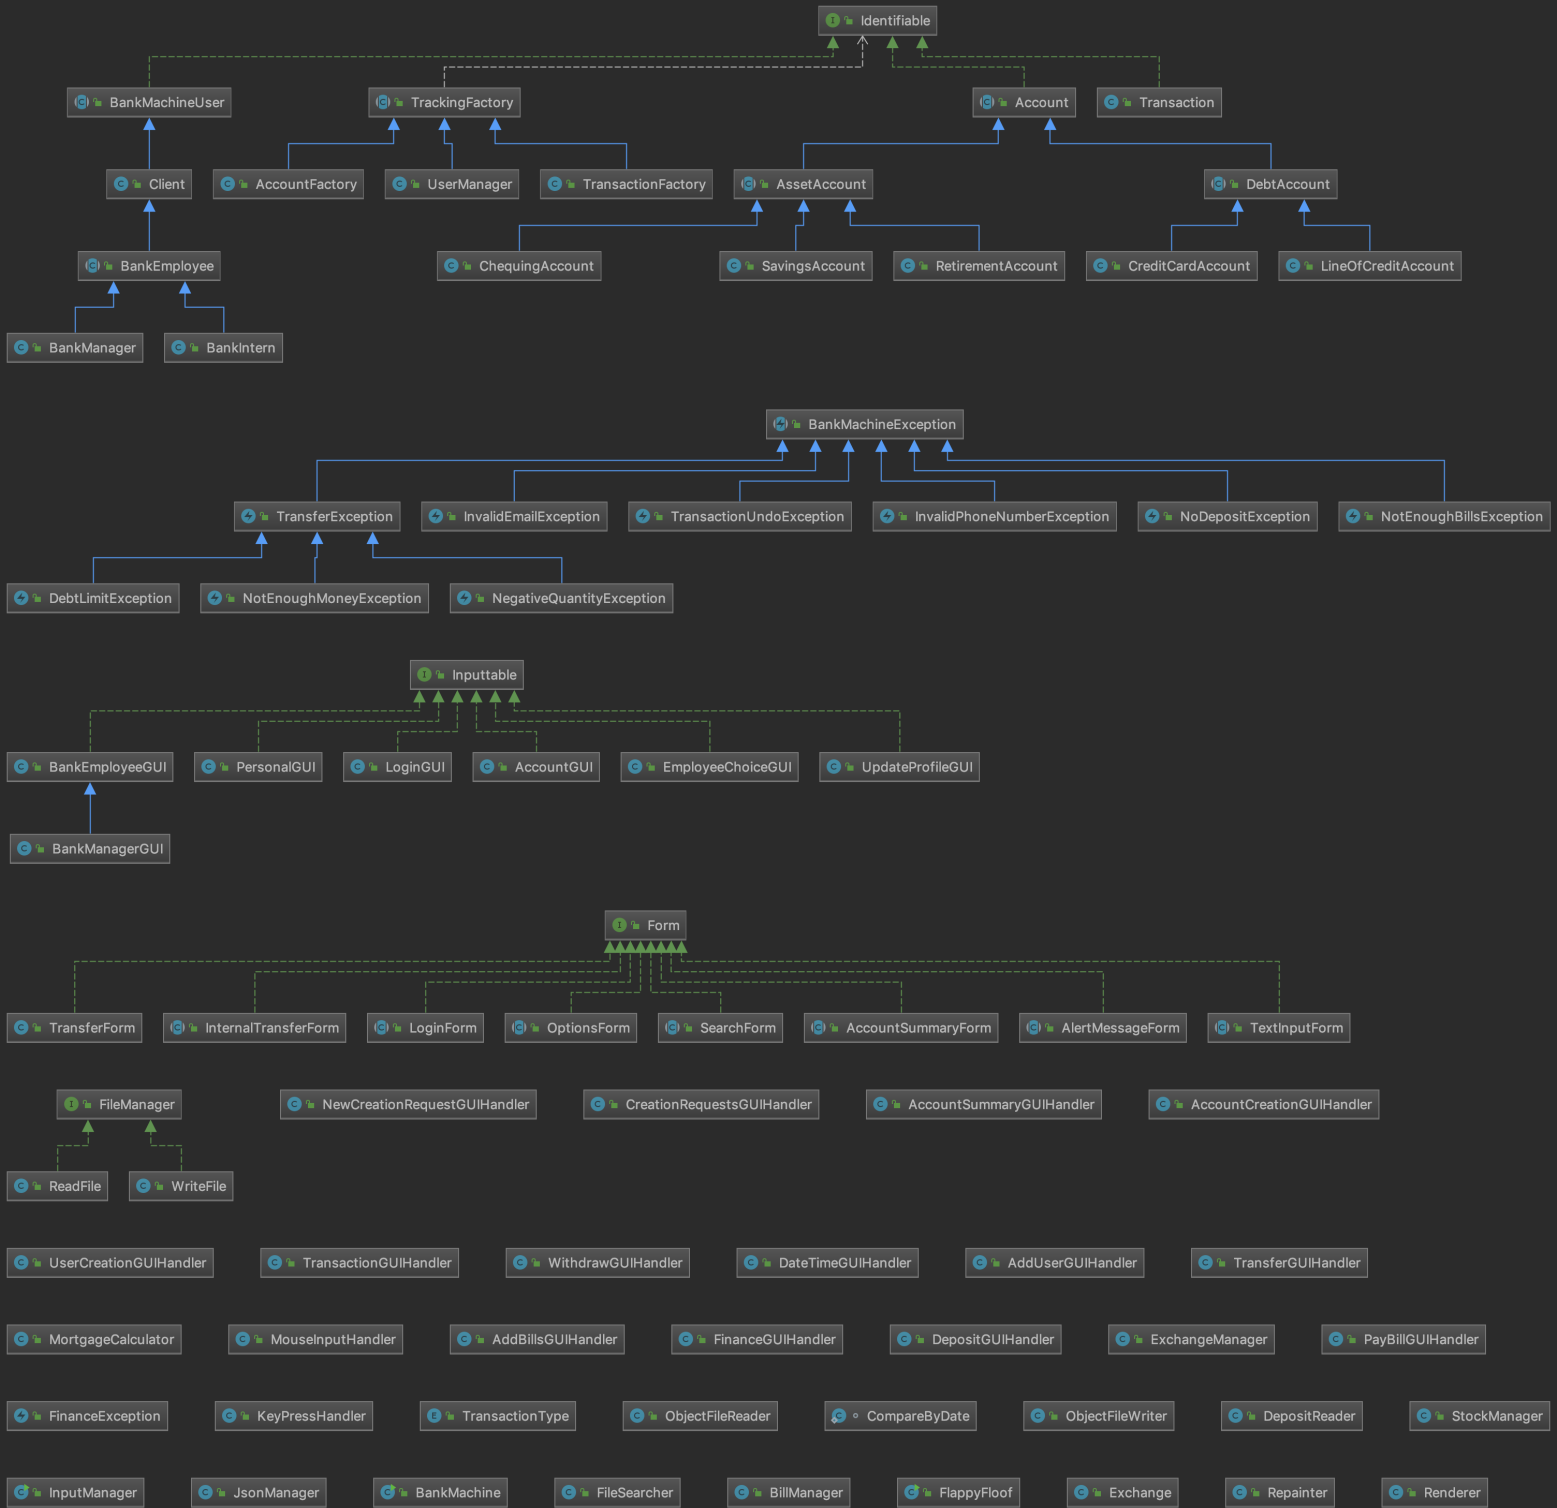 Identifiable
BankMachineUser
TrackingFactory
Account
Transaction
Client
AccountFactory
UserManager
TransactionFactory
AssetAccount
DebtAccount
BankEmployee
ChequingAccount
SavingsAccount
RetirementAccount
CreditCardAccount
LineOfCreditAccount
BankManager
BankIntern
BankMachineException
TransferException
InvalidEmailException
TransactionUndoException
InvalidPhoneNumberException
NoDepositException
NotEnoughBillsException
DebtLimitException
NotEnoughMoneyException
NegativeQuantityException
Inputtable
BankEmployeeGUI
PersonalGUI
LoginGUI
AccountGUI
EmployeeChoiceGUI
UpdateProfileGUI
BankManagerGUI
Form
TransferForm
InternalTransferForm
LoginForm
OptionsForm
SearchForm
AccountSummaryForm
AlertMessageForm
TextInputForm
FileManager
NewCreationRequestGUIHandler
CreationRequestsGUIHandler
AccountSummaryGUIHandler
AccountCreationGUIHandler
ReadFile
WriteFile
UserCreationGUIHandler
TransactionGUIHandler
WithdrawGUIHandler
DateTimeGUIHandler
AddUserGUIHandler
TransferGUIHandler
MortgageCalculator
MouseInputHandler
AddBillsGUIHandler
FinanceGUIHandler
DepositGUIHandler
ExchangeManager
PayBillGUIHandler
FinanceException
KeyPressHandler
TransactionType
ObjectFileReader
CompareByDate
ObjectFileWriter
DepositReader
StockManager
InputManager
JsonManager
BankMachine
FileSearcher
BillManager
FlappyFloof
Exchange
Repainter
Renderer